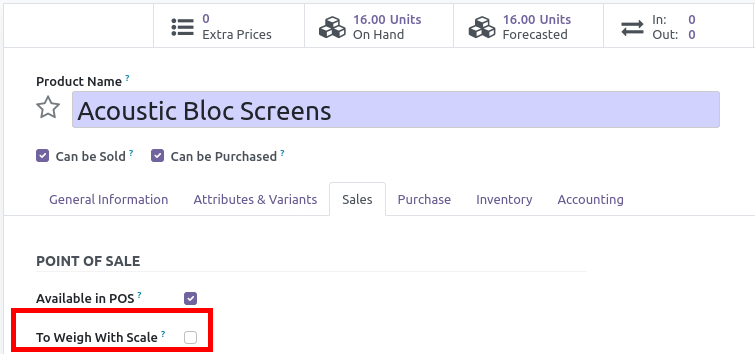 0
Extra Prices
16.00 Units
On Hand
16.00 Units
Forecasted
In: 0
Out: 0
Product Name ?
Acoustic Bloc Screens
Can be Sold ? Can be Purchased ?
General Information Attributes & Variants Sales Purchase Inventory Accounting
POINT OF SALE
Available in POS ?
To Weigh With Scale ?